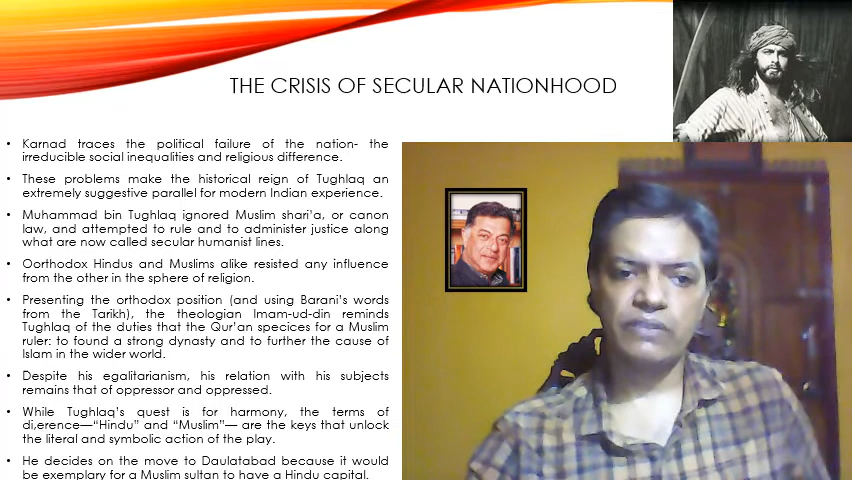 THE CRISIS OF SECULAR NATIONHOOD
• Karnad traces the political failure of the nation- the
irreducible social inequalities and religious difference.
• These problems make the historical reign of Tughlaq an
extremely suggestive parallel for modern Indian experience.
• Muhammad bin Tughlaq ignored Muslim shari'a, or canon
law, and attempted to rule and to administer justice along
what are now called secular humanist lines.
• Oorthodox Hindus and Muslims alike resisted any influence
from the other in the sphere of religion.
• Presenting the orthodox position (and using Barani's words
from the Tarikh), the theologian Imam-ud-din reminds
Tughlaq of the duties that the Qur'an specices for a Muslim
ruler: to found a strong dynasty and to further the cause of
Islam in the wider world.
• Despite his egalitarianism, his relation with his subjects
remains that of oppressor and oppressed.
• While Tughlaq's quest is for harmony, the terms of
di,erence—“Hindu” and “Muslim”— are the keys that unlock
the literal and symbolic action of the play.
• He decides on the move to Daulatabad because it would
be exemplary for a Muslim sultan to have a Hindu capital.